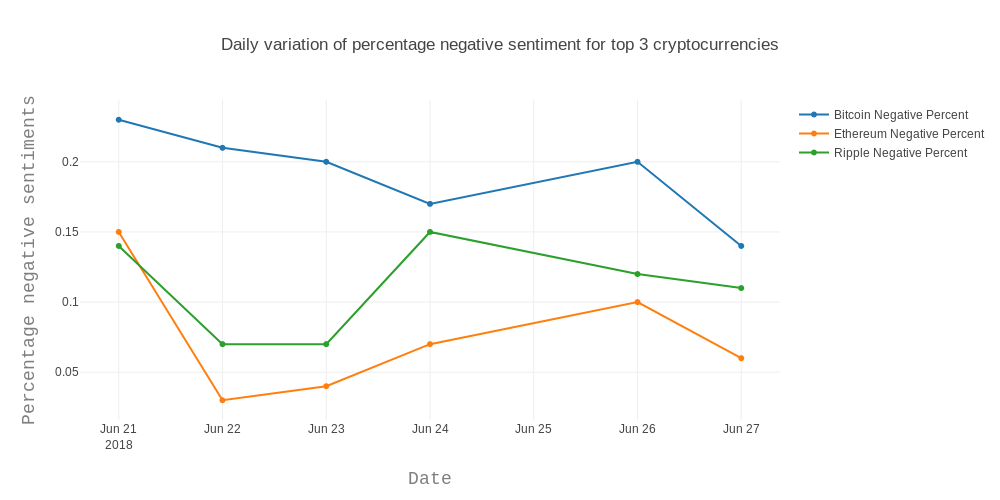 Daily variation of percentage negative sentiment for top 3 cryptocurrencies
Percentage negative sentiments
0.2
0.15
0.1
0.05
Jun 21
2018
Jun 22
Jun 23
Jun 24
Jun 25
Jun 26
Jun 27
Date
Bitcoin Negative Percent
Ethereum Negative Percent
Ripple Negative Percent